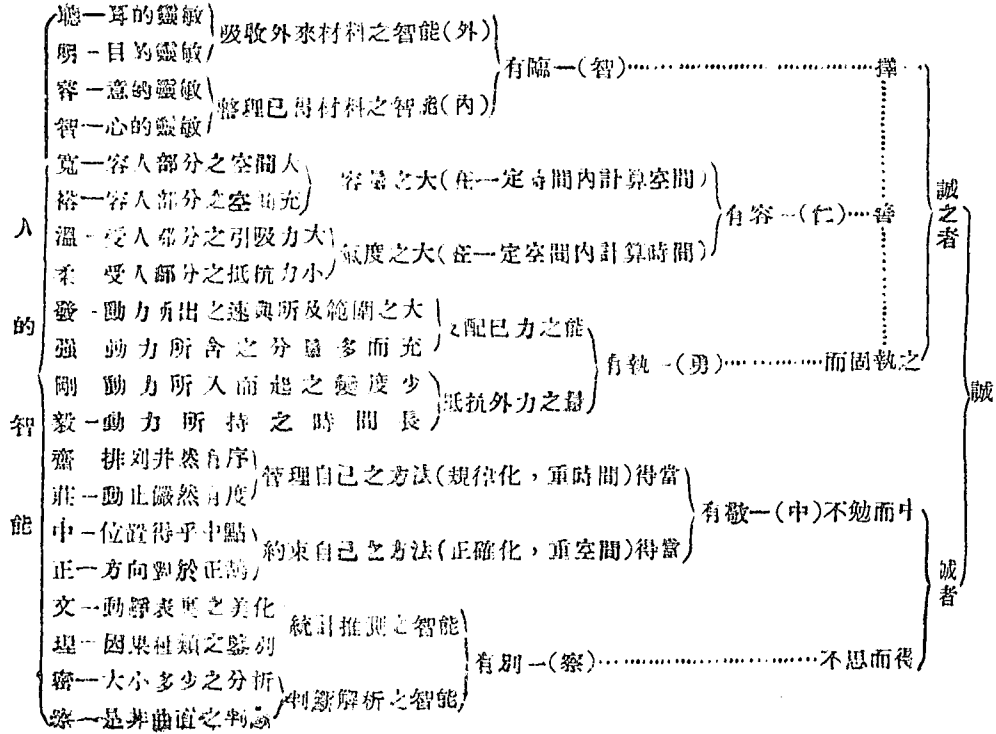 人的智能
聰一耳的靈敏
明一目的靈敏
吸收外來材料之智能(外)
容一意的靈敏
智一心的靈敏
整理已得材料之智能(內)
有臨一(智)……擇
寬一容人部分之空間大
裕一容人部分之空間充
容量之大(在一定時間內計算空間)
溫一受人部分之引吸力大
柔 受人部分之抵抗力小
氣度之大(在一定空間內計算時間)
有容一(仁)……善
發一動力所出之速與所及範圍之大
强 動力所含之分量多而充
支配已力之能
剛 動力所入而起之變度少
毅一動力所持之時間長
抵抗外力之量
有執一(勇)……而固執之
誠之者
齊 排列井然有序
莊一動止儼然有度
管理自己之方法(規律化，重時間)得當
中一位置得乎中點
正一方向對於正鵠
約束自己之方法(正確化，重空間)得當
有敬一(中)不勉而中
文一動靜表寫之美化
理一因果種類之鑒別
統計推測之智能
密一大小多少之分析
察一是非曲直之判
判斷解析之智能
有別一(察)……不思而得
誠者
誠